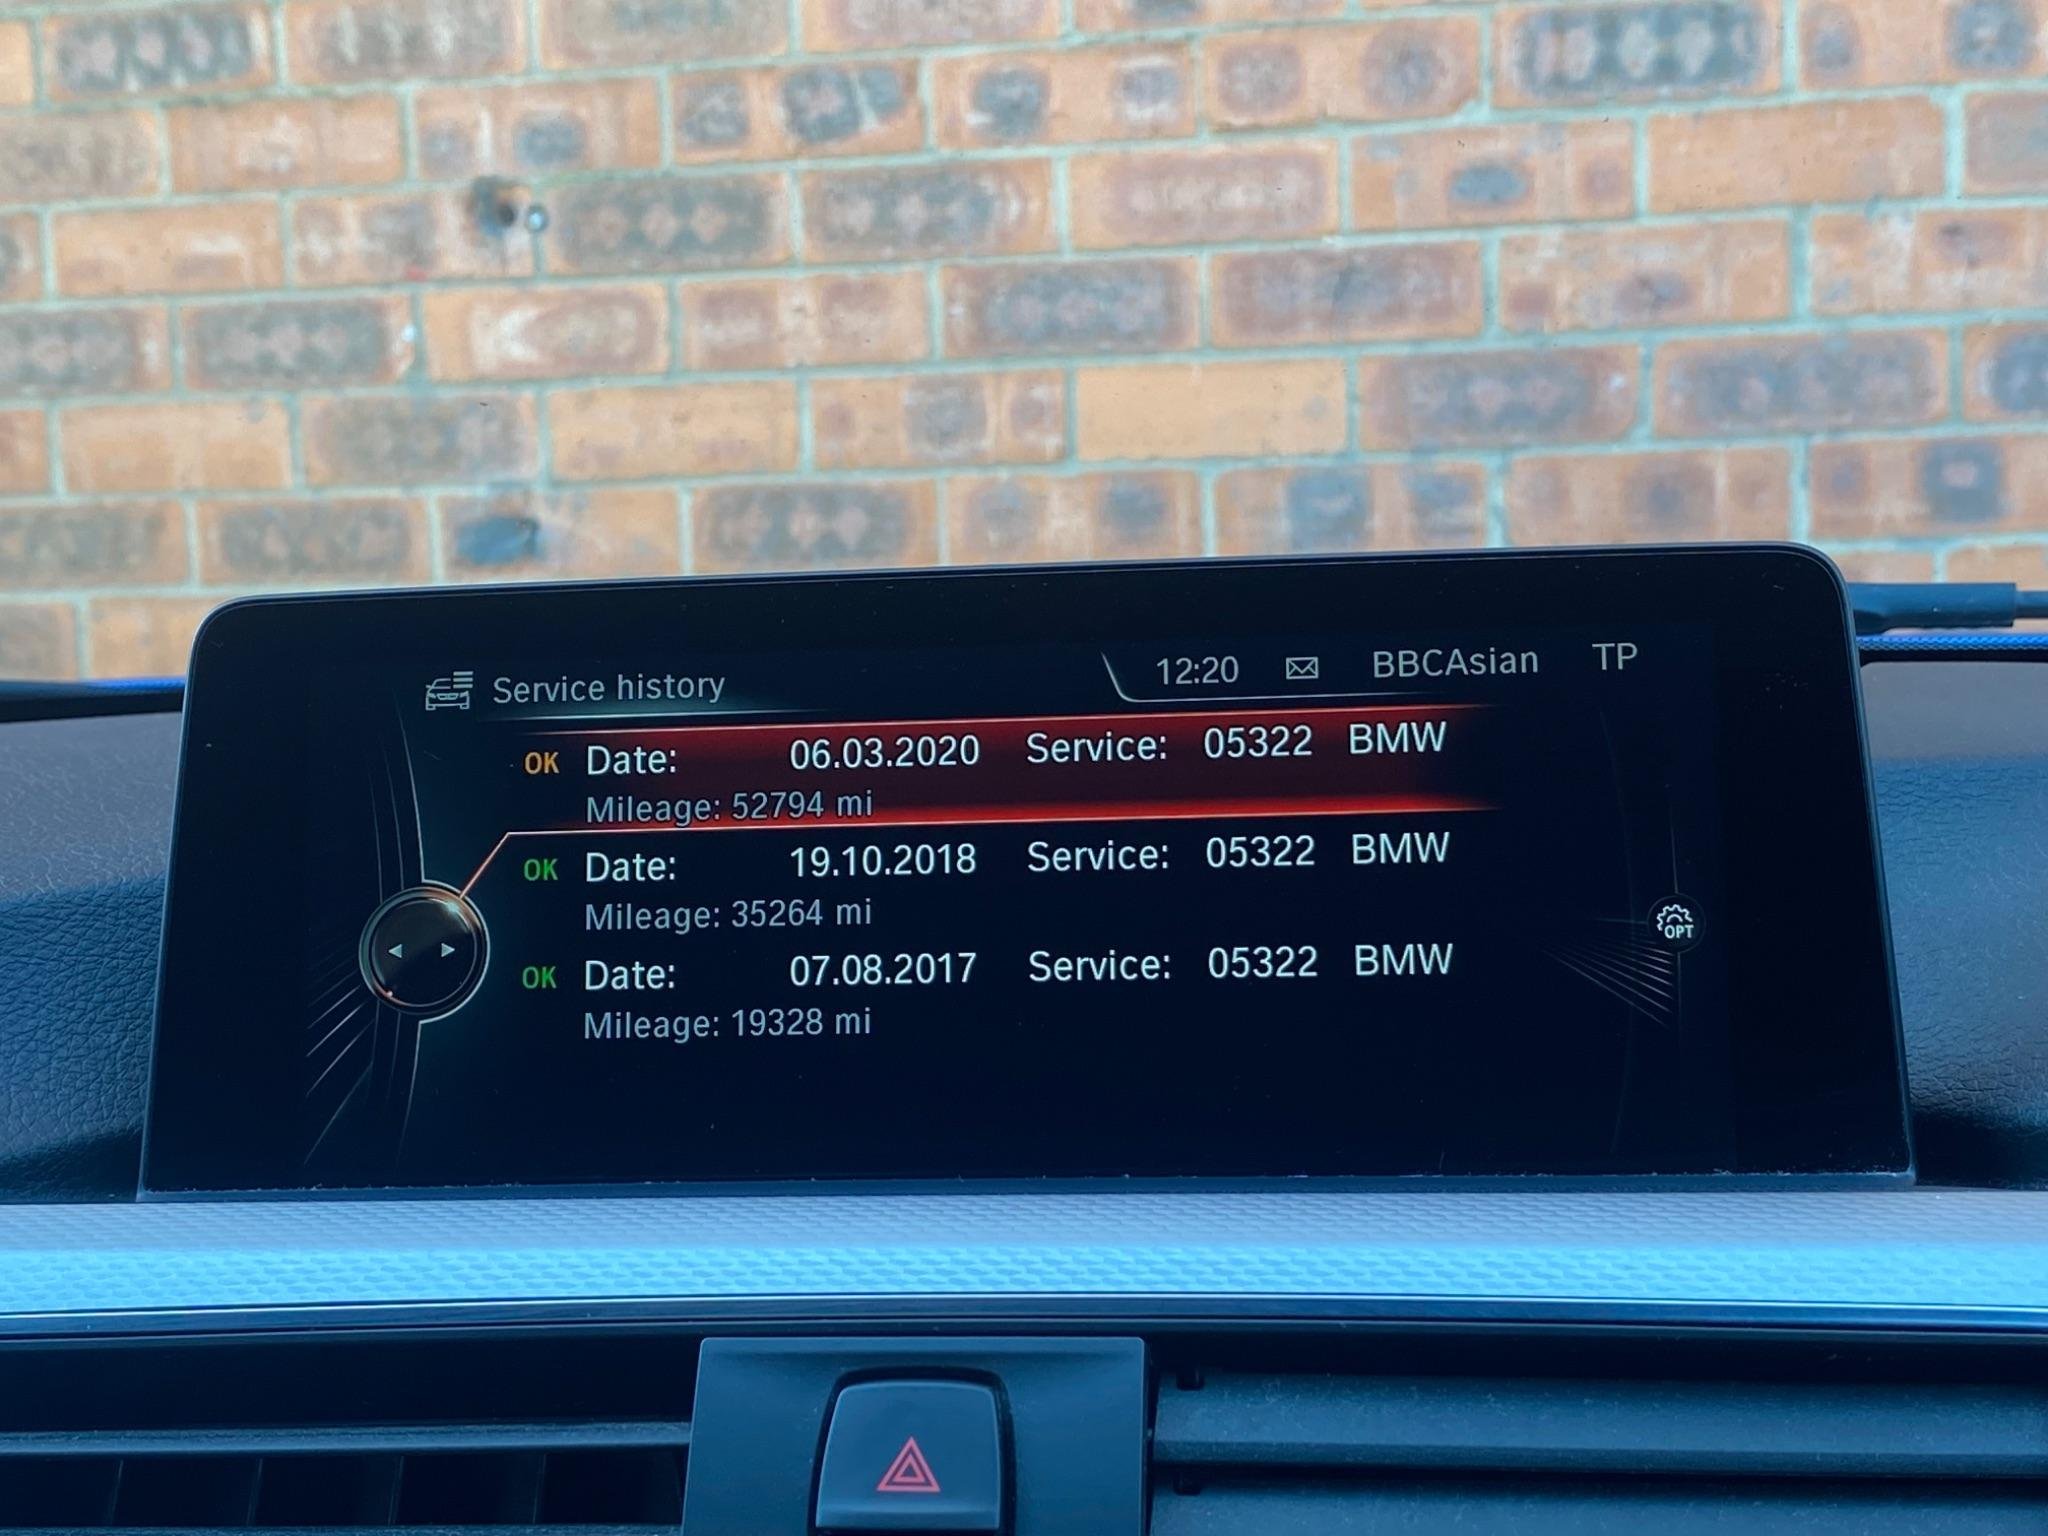 Service history 12:20 BBCAsian TP
OK Date: 06.03.2020 Service: 05322 BMW
Mileage: 52794 mi
OK Date: 19.10.2018 Service: 05322 BMW
Mileage: 35264 mi
OK Date: 07.08.2017 Service: 05322 BMW
Mileage: 19328 mi
OPT